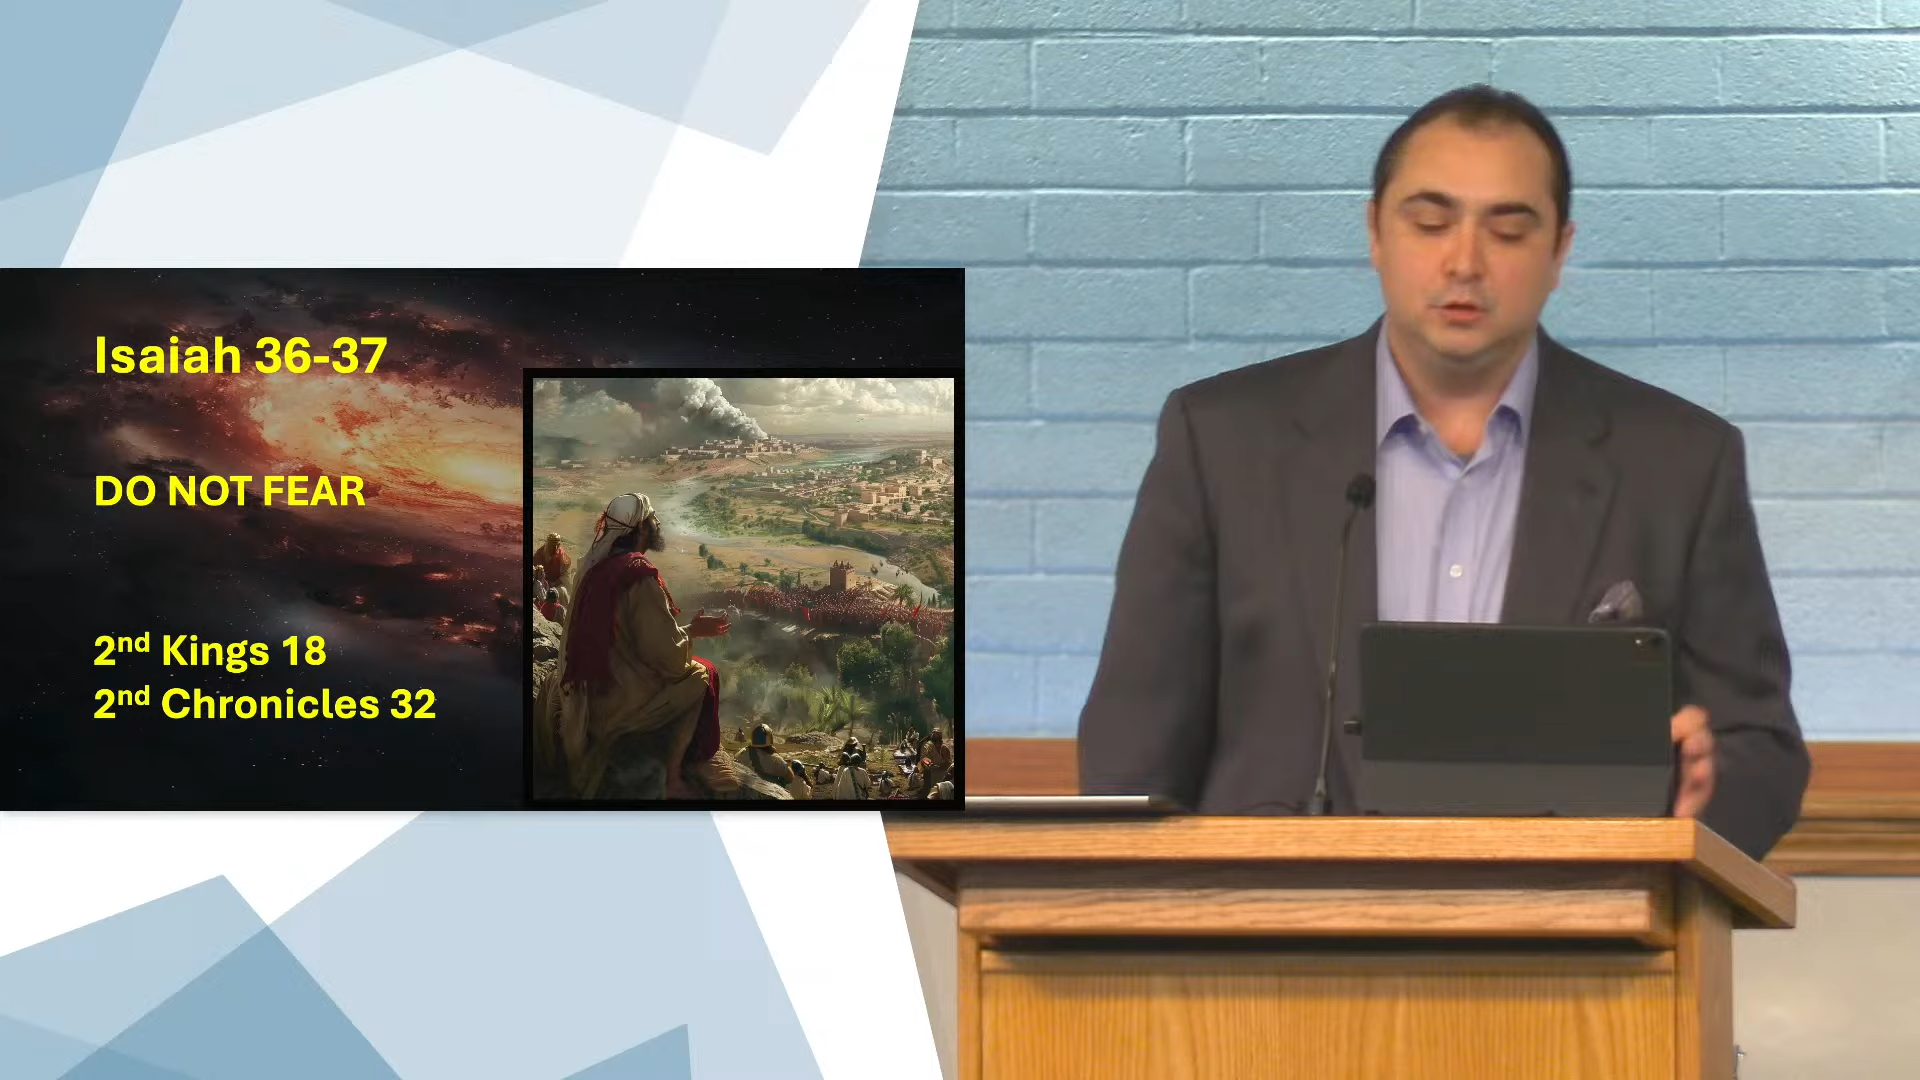 Isaiah 36-37
DO NOT FEAR
2nd Kings 18
2nd Chronicles 32